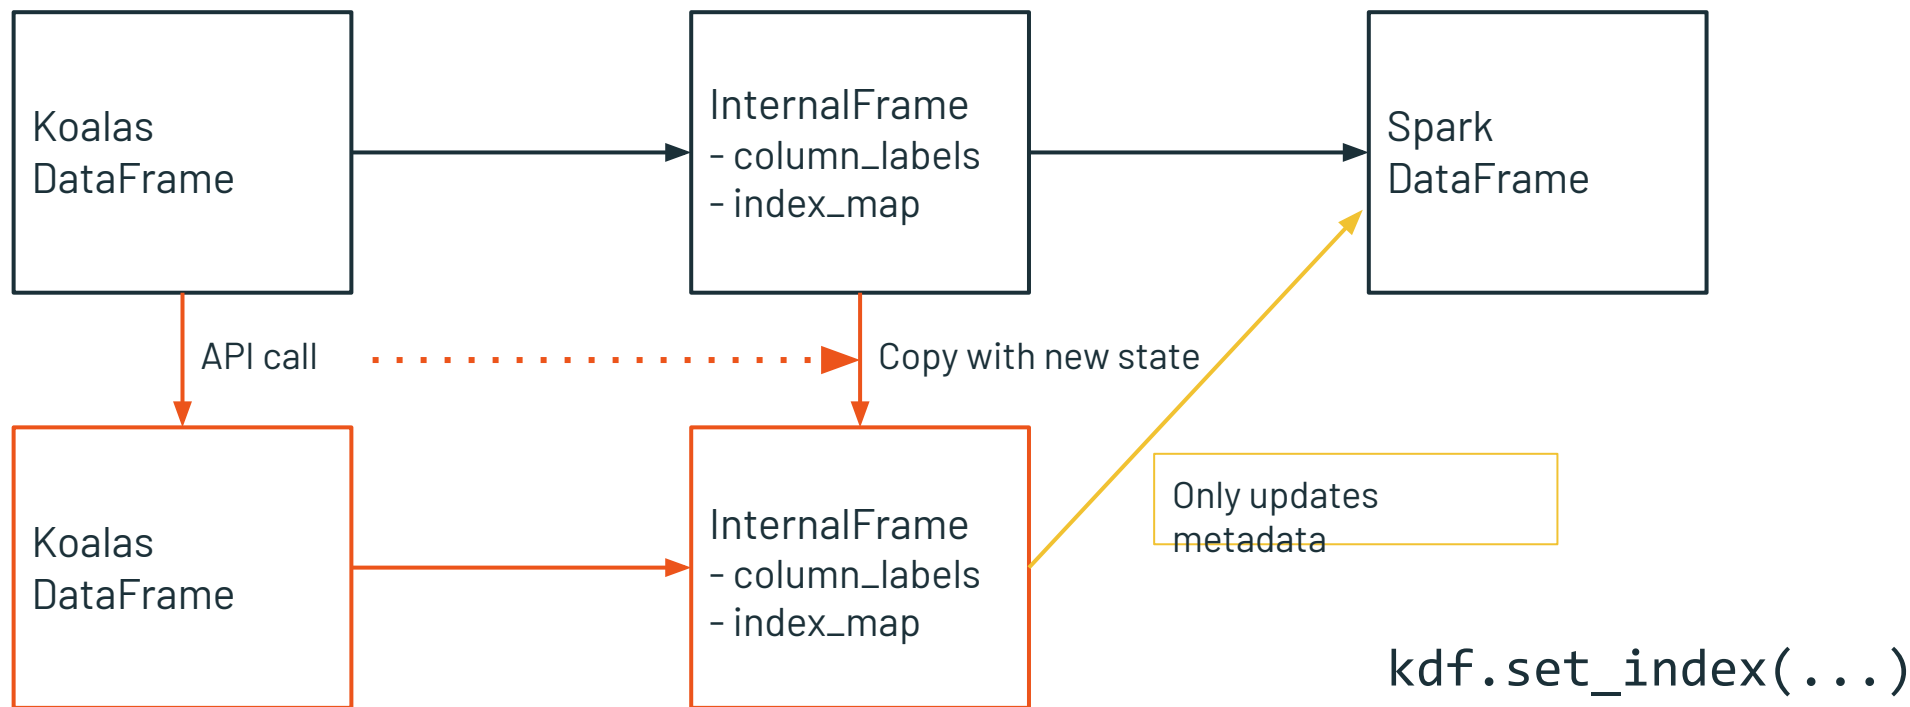 Koalas
DataFrame
InternalFrame
- column_labels
- index_map
Spark
DataFrame
API call
Copy with new state
Koalas
DataFrame
InternalFrame
- column_labels
- index_map
Only updates
metadata
kdf.set_index(...)